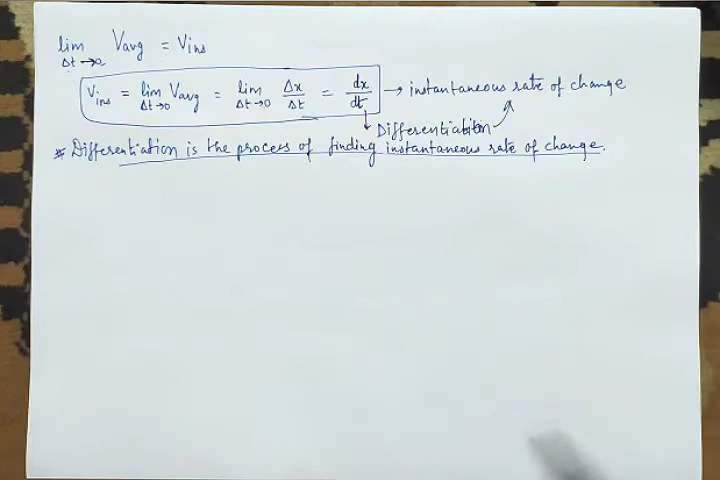 lim Δt→0 Vavg = Vins
Vins = lim Δt→0 Vavg = lim Δt→0 Δx/Δt = dx/dt → instantaneous rate of change
↓ Differentiation ↗
* Differentiation is the process of finding instantaneous rate of change.